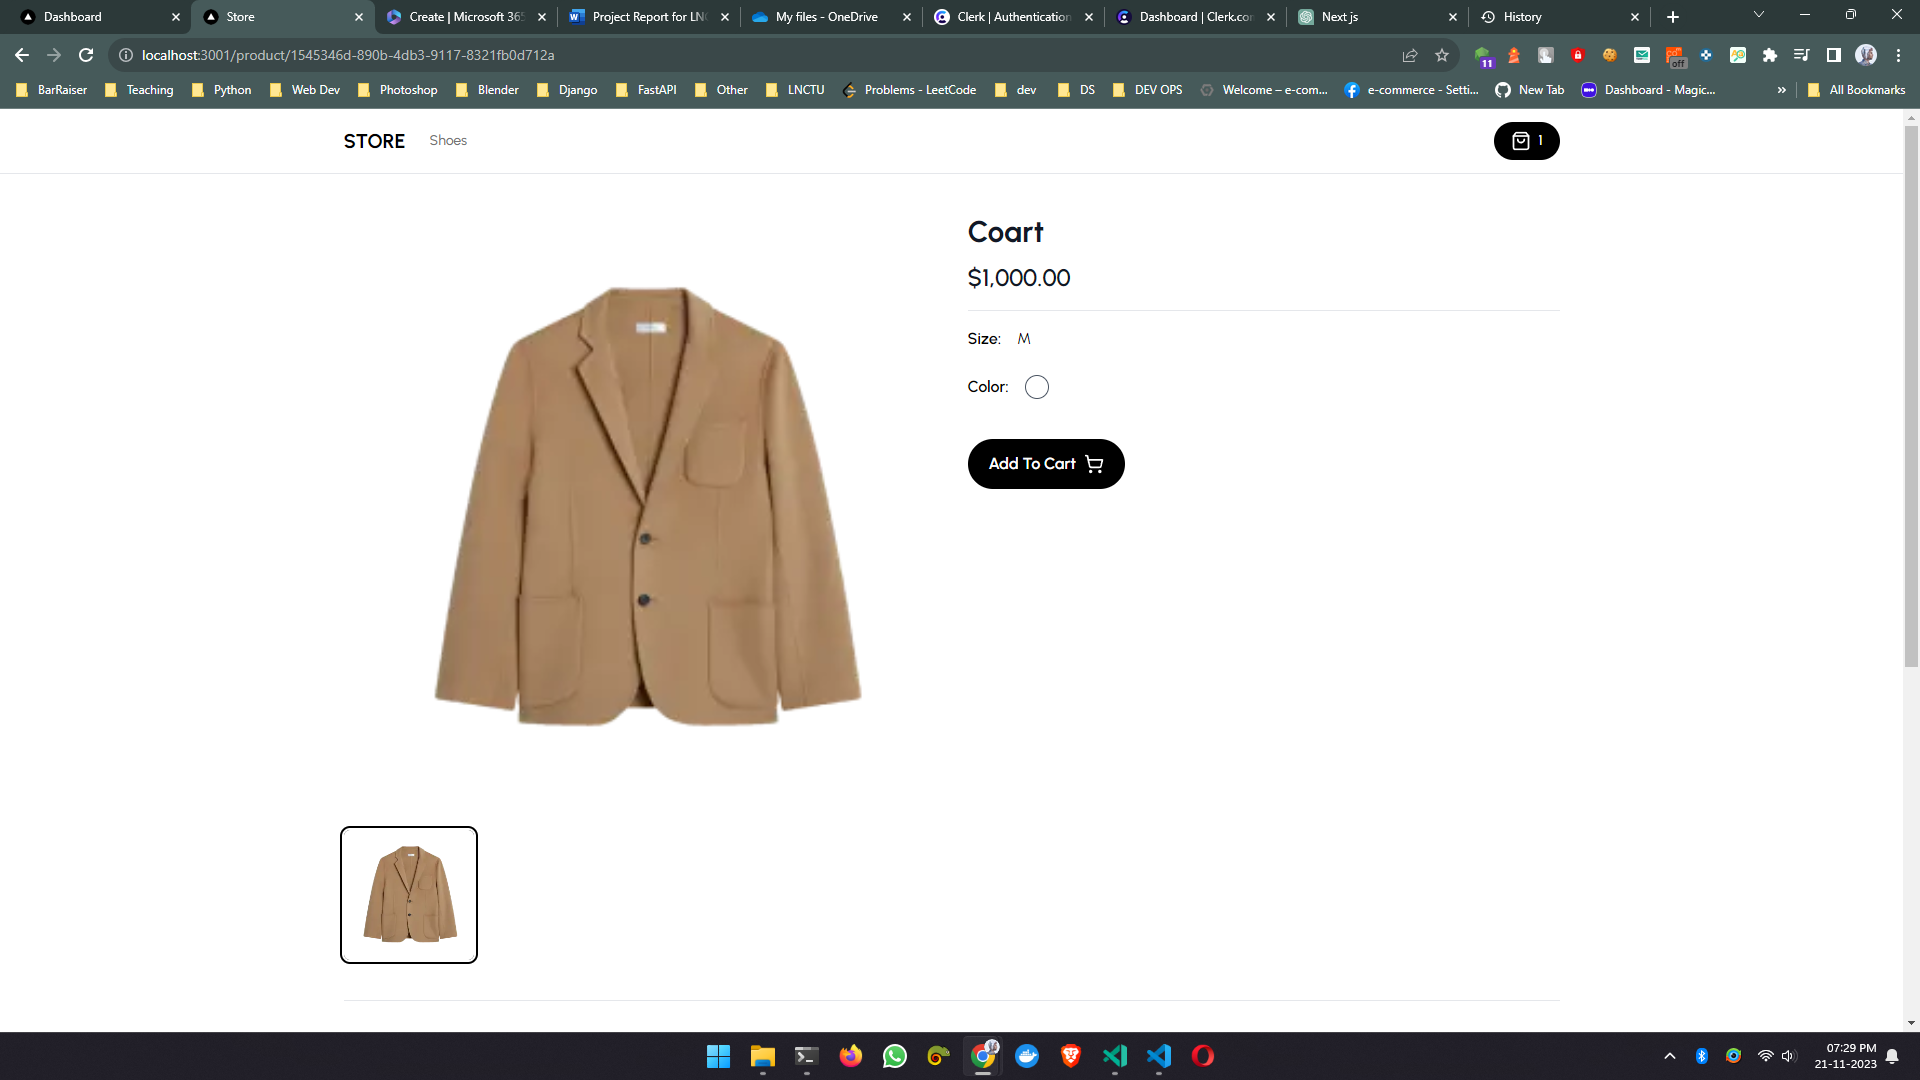 Dashboard
Store
Create | Microsoft 365
Project Report for LNC
My files - OneDrive
Clerk | Authentication
Dashboard | Clerk.com
Next js
History
localhost:3001/product/1545346d-890b-4db3-9117-8321fb0d712a
11
off
BarRaiser
Teaching
Python
Web Dev
Photoshop
Blender
Django
FastAPI
Other
LNCTU
Problems - LeetCode
dev
DS
DEV OPS
Welcome – e-com...
e-commerce - Setti...
New Tab
Dashboard - Magic...
»
All Bookmarks
STORE
Shoes
1
Coart
$1,000.00
Size: M
Color:
Add To Cart
07:29 PM
21-11-2023